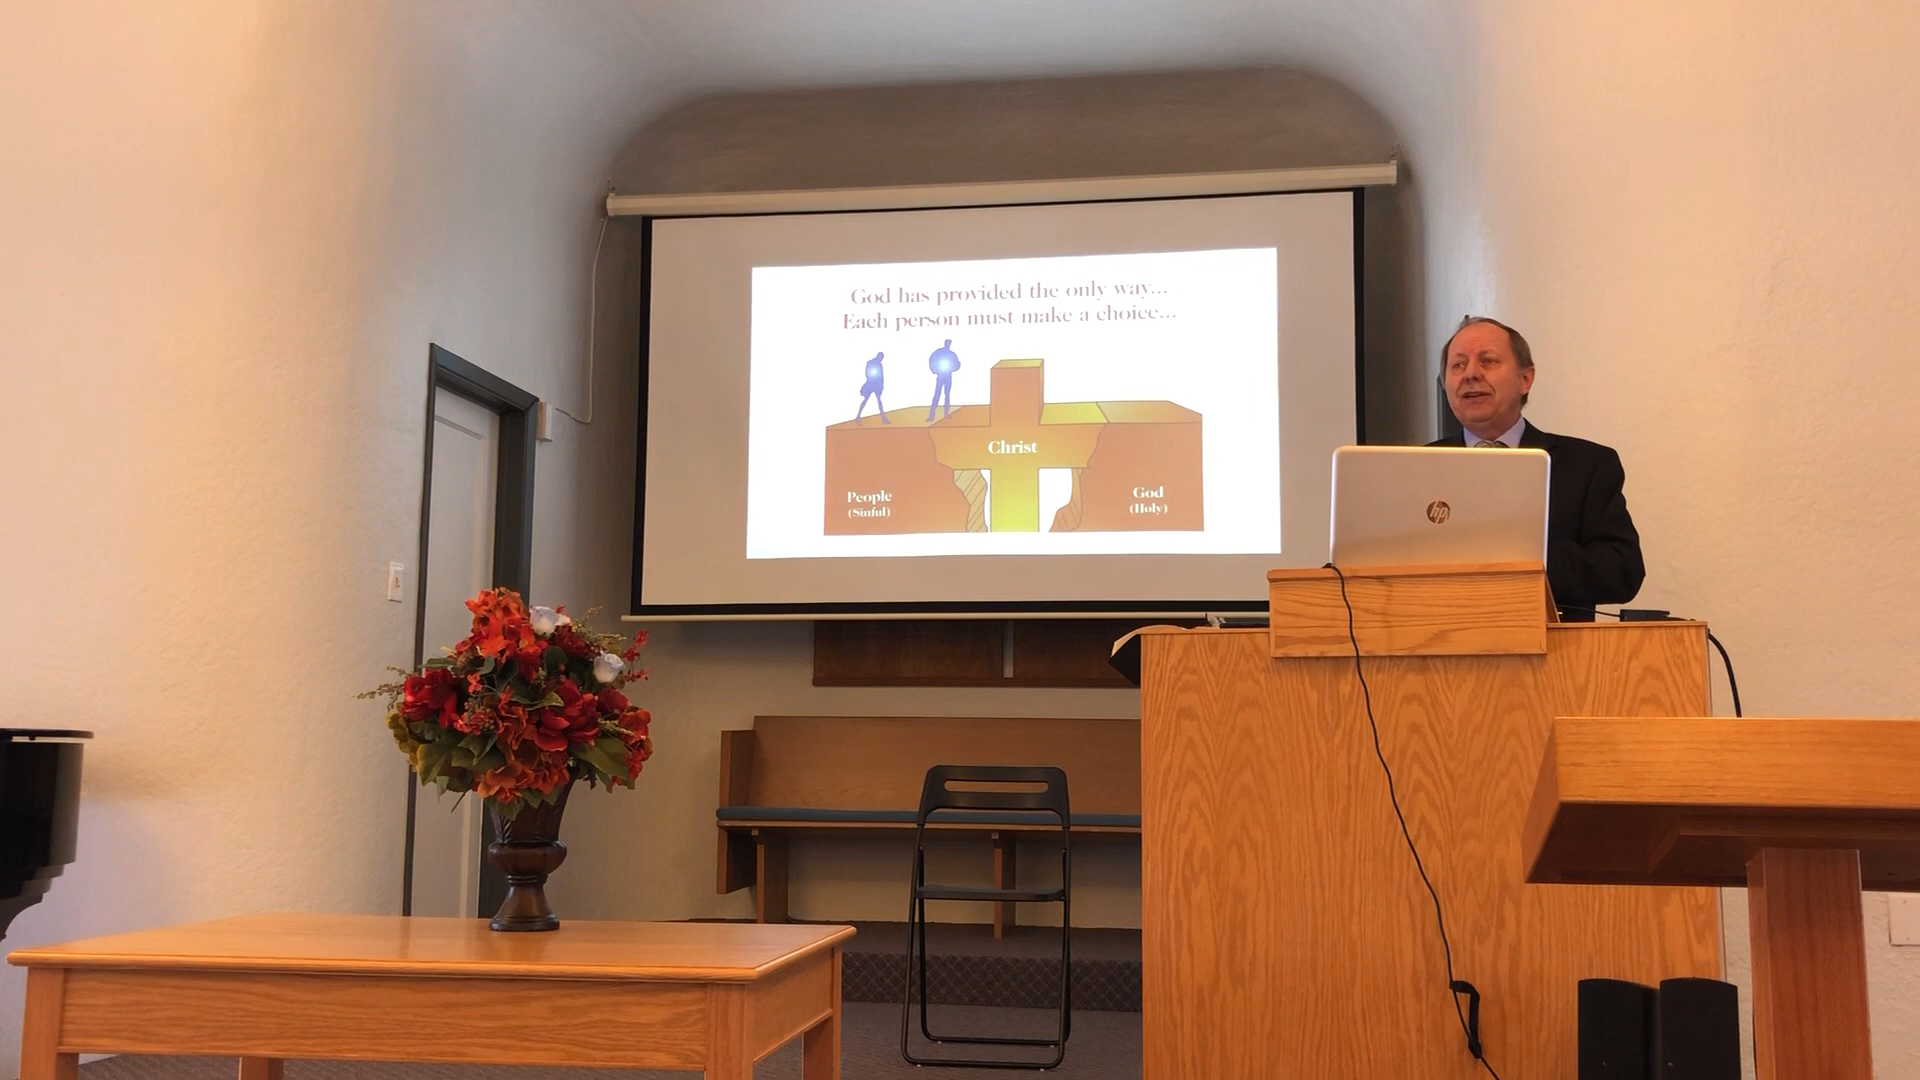 God has provided the only way...
Each person must make a choice...
Christ
People
(Sinful)
God
(Holy)
hp